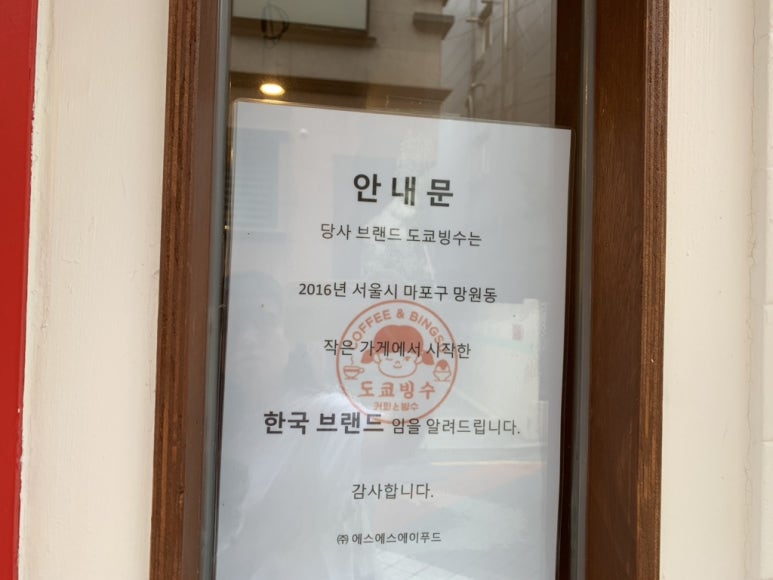 안내문
당사 브랜드 도쿄빙수는
2016년 서울시 마포구 망원동
COFFEE & BINGSU
작은 가게에서 시작한
도쿄빙수
커피と빙수
한국 브랜드 임을 알려드립니다.
감사합니다.
㈜ 에스에스에이푸드